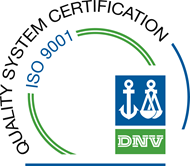 QUALITY SYSTEM CERTIFICATION
ISO 9001
DNV